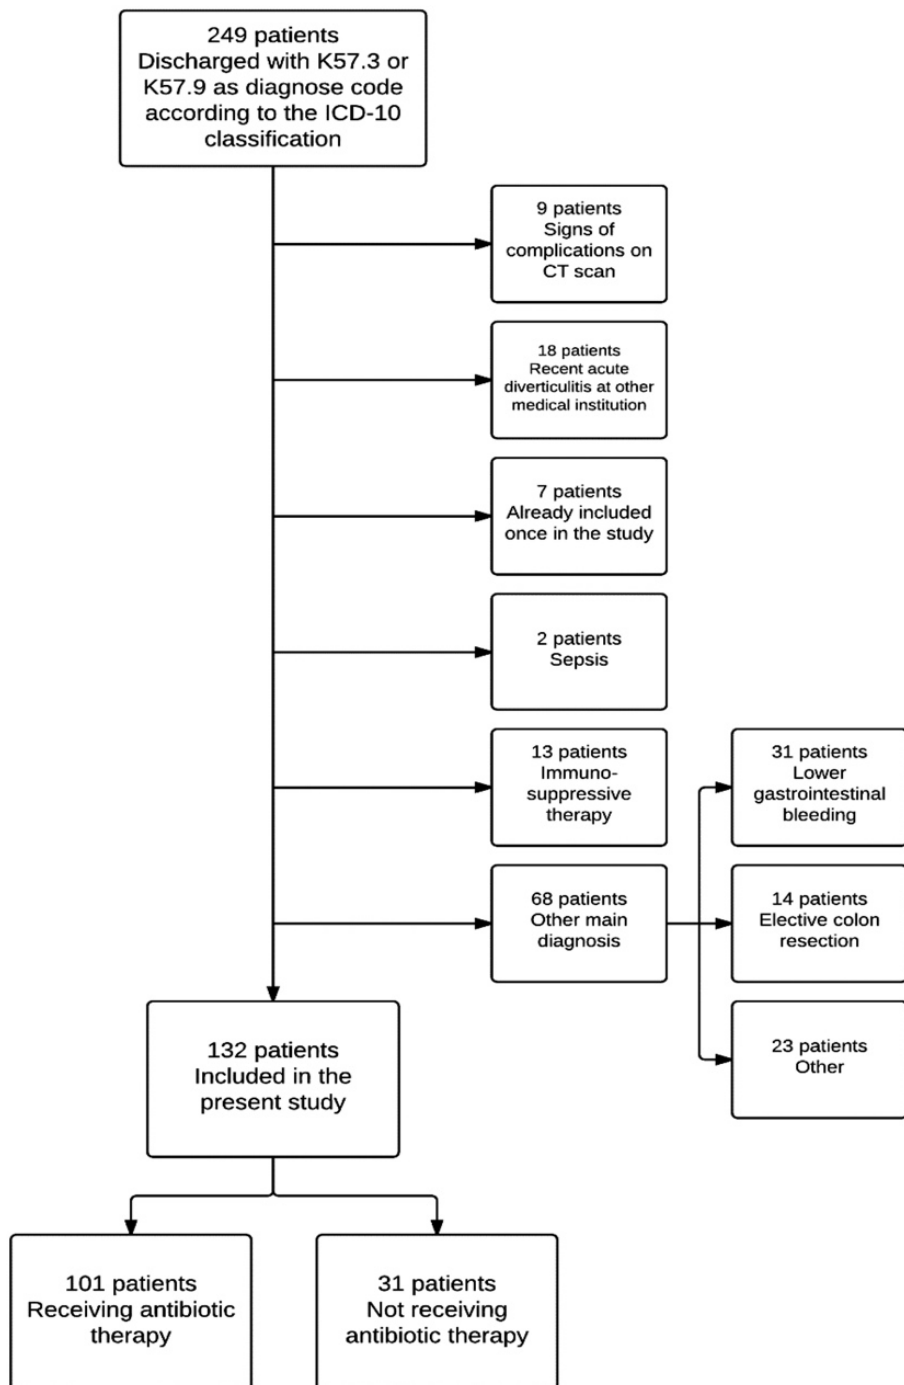 249 patients
Discharged with K57.3 or
K57.9 as diagnose code
according to the ICD-10
classification
9 patients
Signs of
complications on
CT scan
18 patients
Recent acute
diverticulitis at other
medical institution
7 patients
Already included
once in the study
2 patients
Sepsis
13 patients
Immuno-
suppressive
therapy
31 patients
Lower
gastrointestinal
bleeding
68 patients
Other main
diagnosis
14 patients
Elective colon
resection
23 patients
Other
132 patients
Included in the
present study
101 patients
Receiving antibiotic
therapy
31 patients
Not receiving
antibiotic therapy